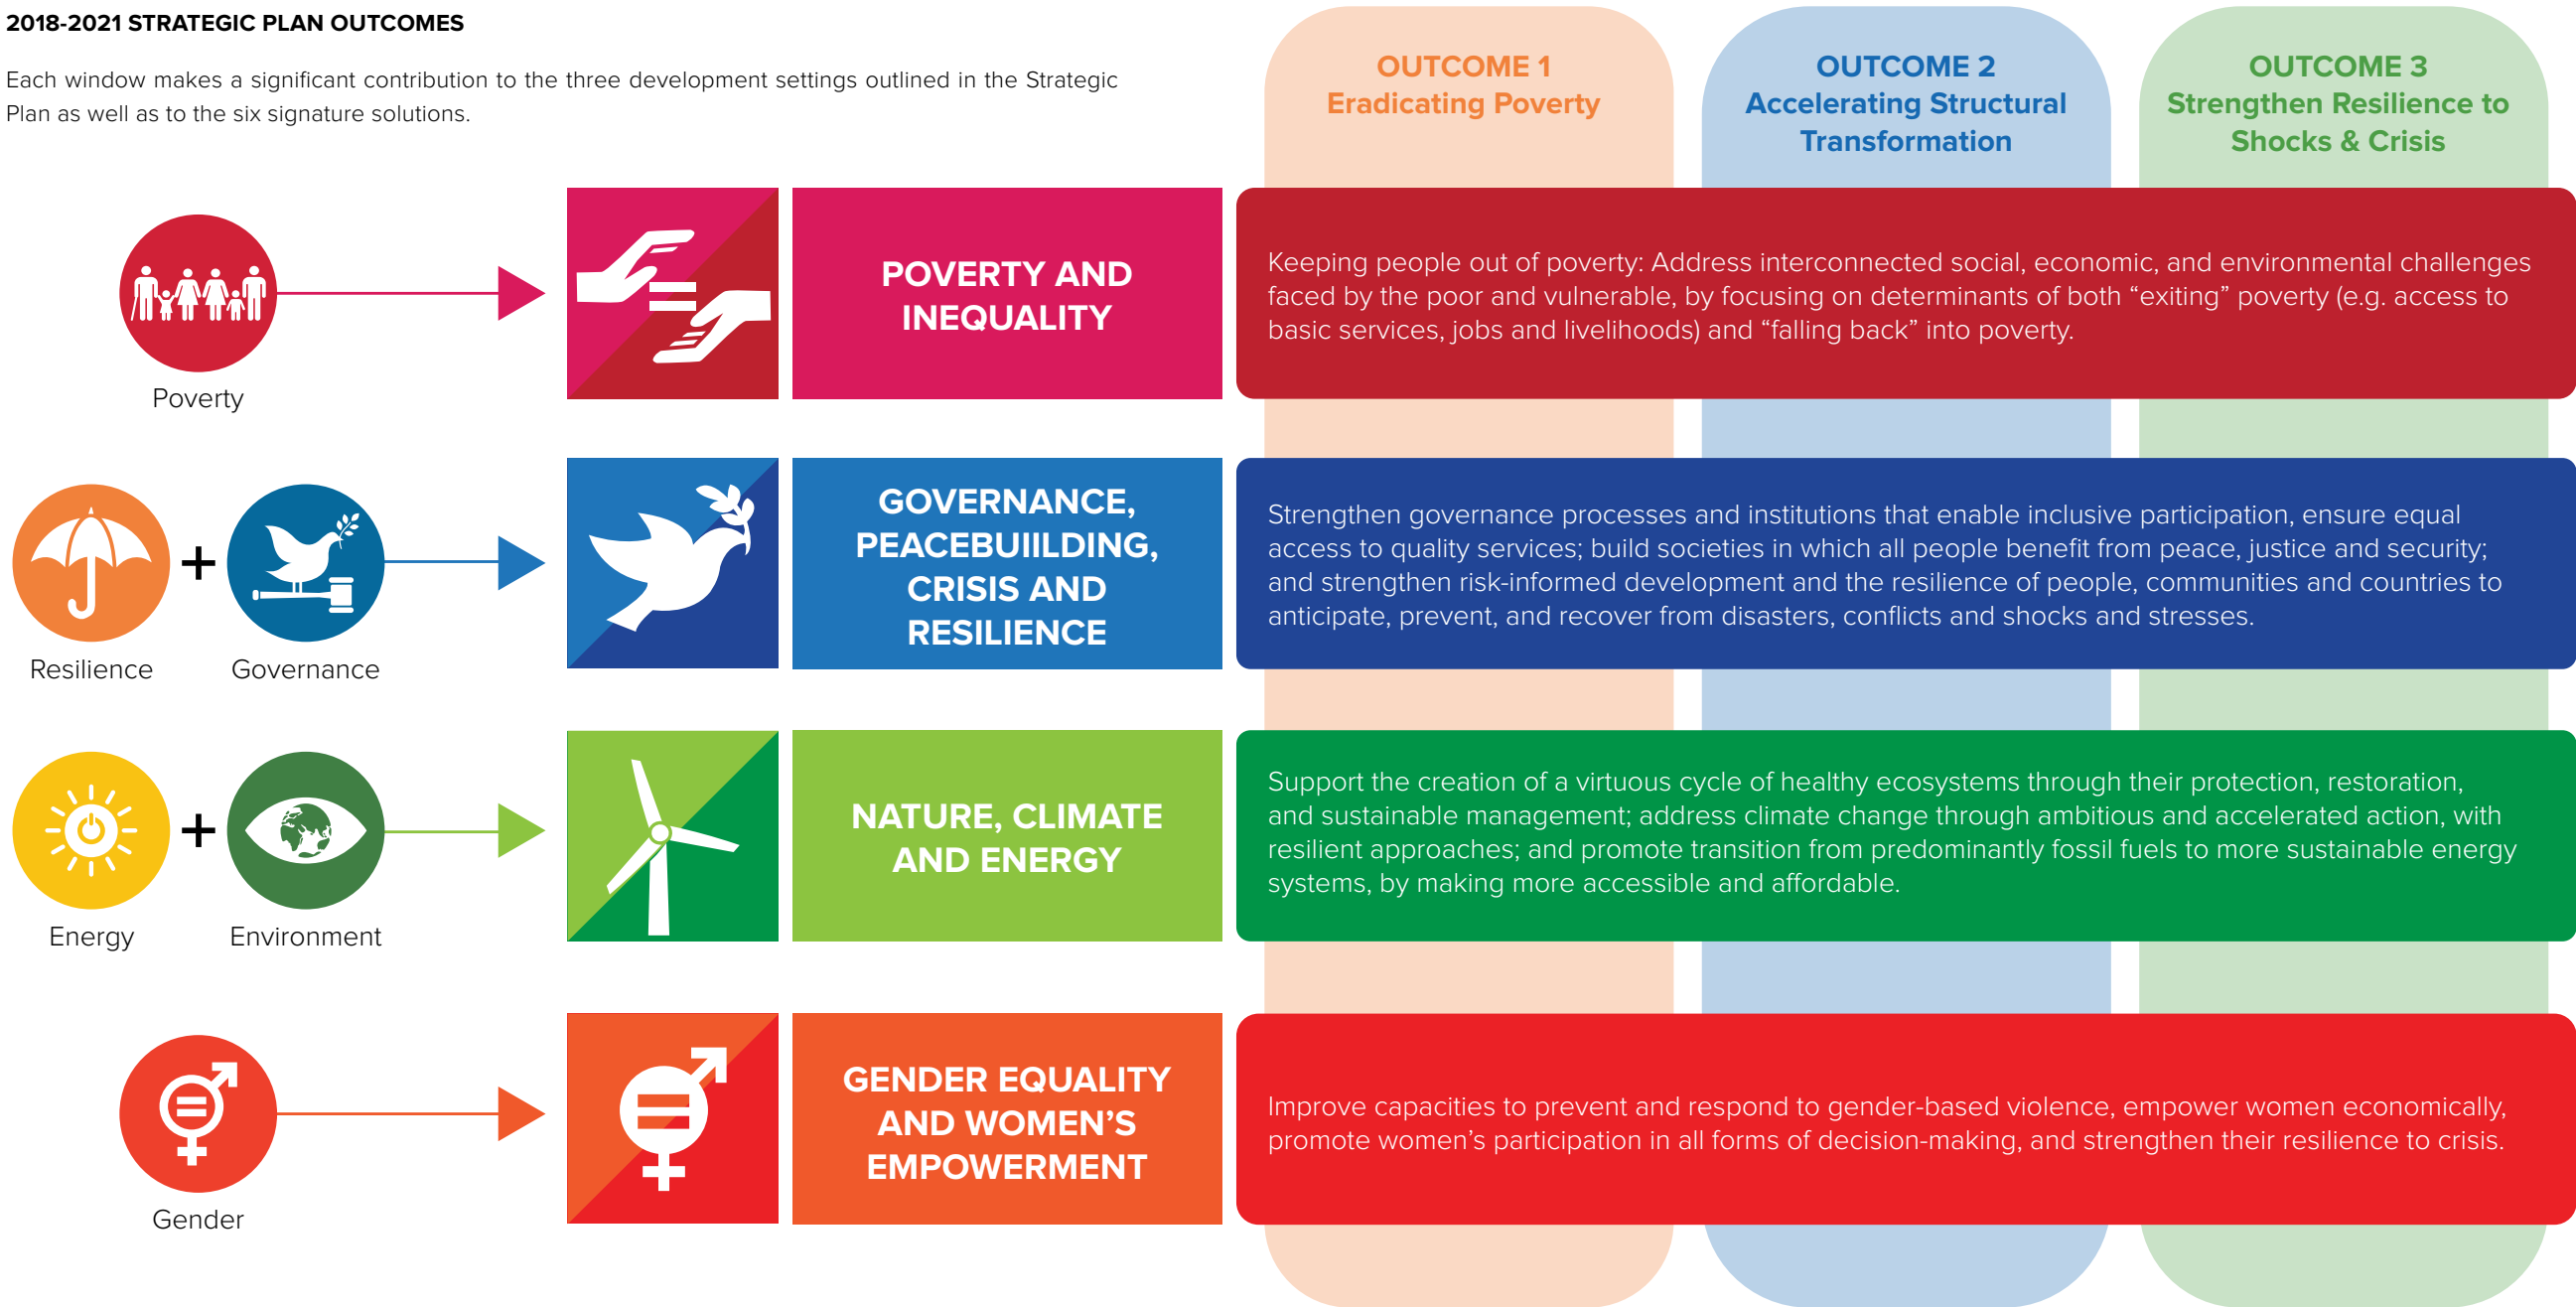 2018-2021 STRATEGIC PLAN OUTCOMES
Each window makes a significant contribution to the three development settings outlined in the Strategic
Plan as well as to the six signature solutions.
OUTCOME 1
Eradicating Poverty
OUTCOME 2
Accelerating Structural
Transformation
OUTCOME 3
Strengthen Resilience to
Shocks & Crisis
Poverty
POVERTY AND
INEQUALITY
Keeping people out of poverty: Address interconnected social, economic, and environmental challenges
faced by the poor and vulnerable, by focusing on determinants of both “exiting” poverty (e.g. access to
basic services, jobs and livelihoods) and “falling back” into poverty.
+
Resilience
Governance
GOVERNANCE,
PEACEBUIILDING,
CRISIS AND
RESILIENCE
Strengthen governance processes and institutions that enable inclusive participation, ensure equal
access to quality services; build societies in which all people benefit from peace, justice and security;
and strengthen risk-informed development and the resilience of people, communities and countries to
anticipate, prevent, and recover from disasters, conflicts and shocks and stresses.
+
Energy
Environment
NATURE, CLIMATE
AND ENERGY
Support the creation of a virtuous cycle of healthy ecosystems through their protection, restoration,
and sustainable management; address climate change through ambitious and accelerated action, with
resilient approaches; and promote transition from predominantly fossil fuels to more sustainable energy
systems, by making more accessible and affordable.
Gender
GENDER EQUALITY
AND WOMEN’S
EMPOWERMENT
Improve capacities to prevent and respond to gender-based violence, empower women economically,
promote women’s participation in all forms of decision-making, and strengthen their resilience to crisis.